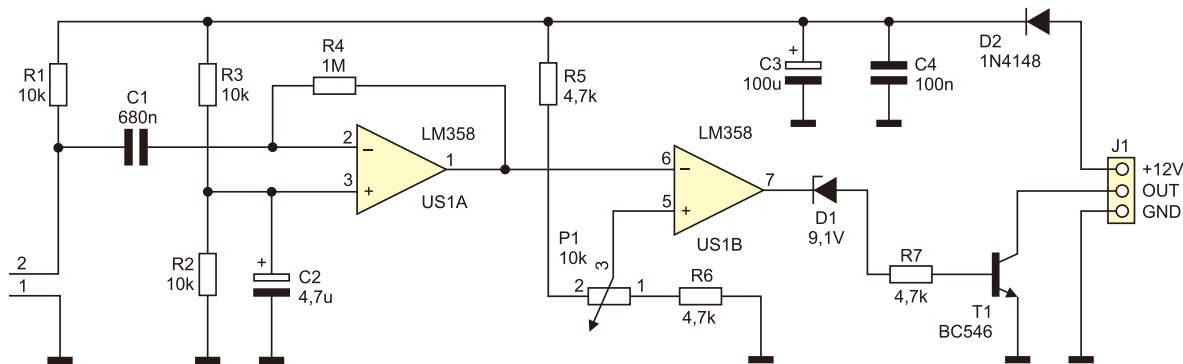 R1
10k
C1
680n
R3
10k
R4
1M
2
3
1
LM358
US1A
R2
10k
C2
4,7u
2
1
R5
4,7k
P1
10k
2
3
1
R6
4,7k
LM358
6
5
7
US1B
C3
100u
C4
100n
D2
1N4148
D1
9,1V
R7
4,7k
T1
BC546
J1
+12V
OUT
GND